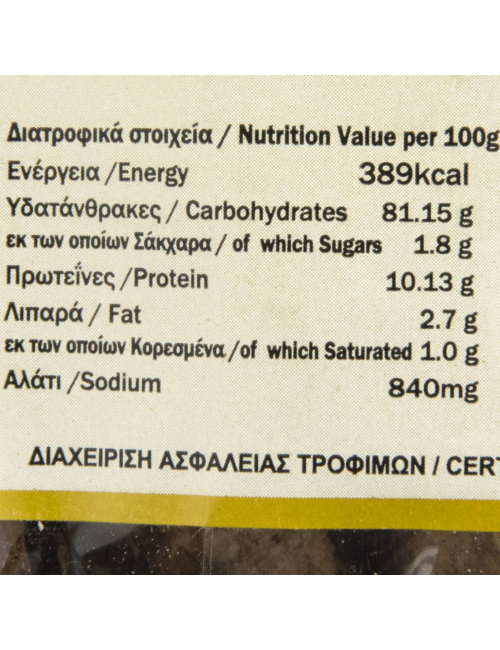 Διατροφικά στοιχεία / Nutrition Value per 100g
Ενέργεια /Energy 389kcal
Υδατάνθρακες / Carbohydrates 81.15 g
εκ των οποίων Σάκχαρα / of which Sugars 1.8 g
Πρωτεΐνες /Protein 10.13 g
Λιπαρά / Fat 2.7 g
εκ των οποίων Κορεσμένα /of which Saturated 1.0 g
Αλάτι /Sodium 840mg
ΔΙΑΧΕΙΡΙΣΗ ΑΣΦΑΛΕΙΑΣ ΤΡΟΦΙΜΩΝ / CERT